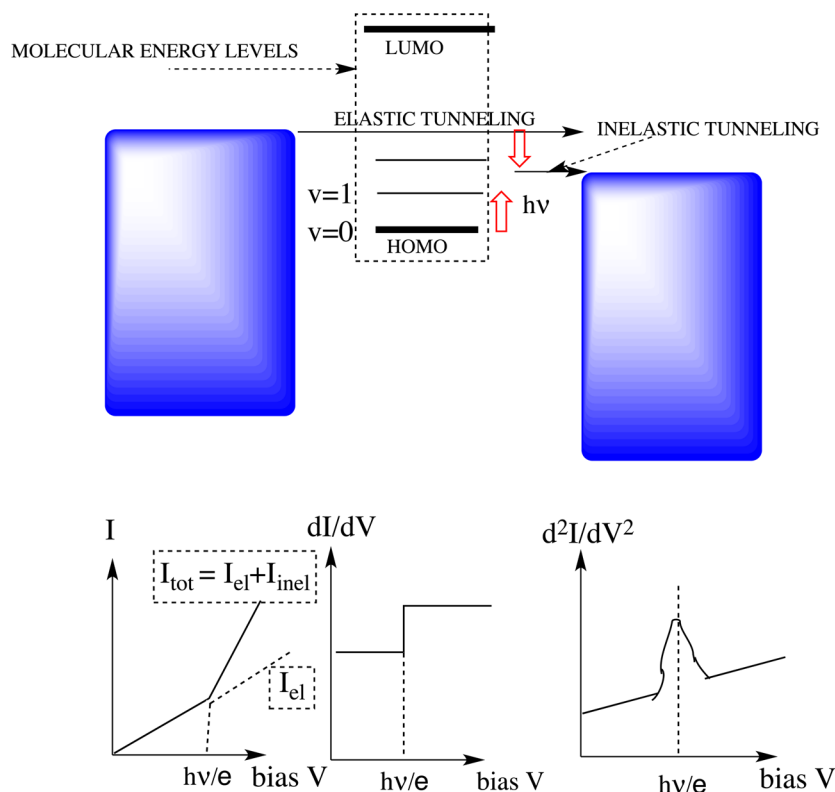 LUMO
MOLECULAR ENERGY LEVELS
ELASTIC TUNNELING
INELASTIC TUNNELING
v=1
hν
v=0
HOMO
I
dI/dV
d²I/dV²
I_tot = I_el+I_inel
I_el
hν/e
bias V
hν/e
bias V
hν/e
bias V